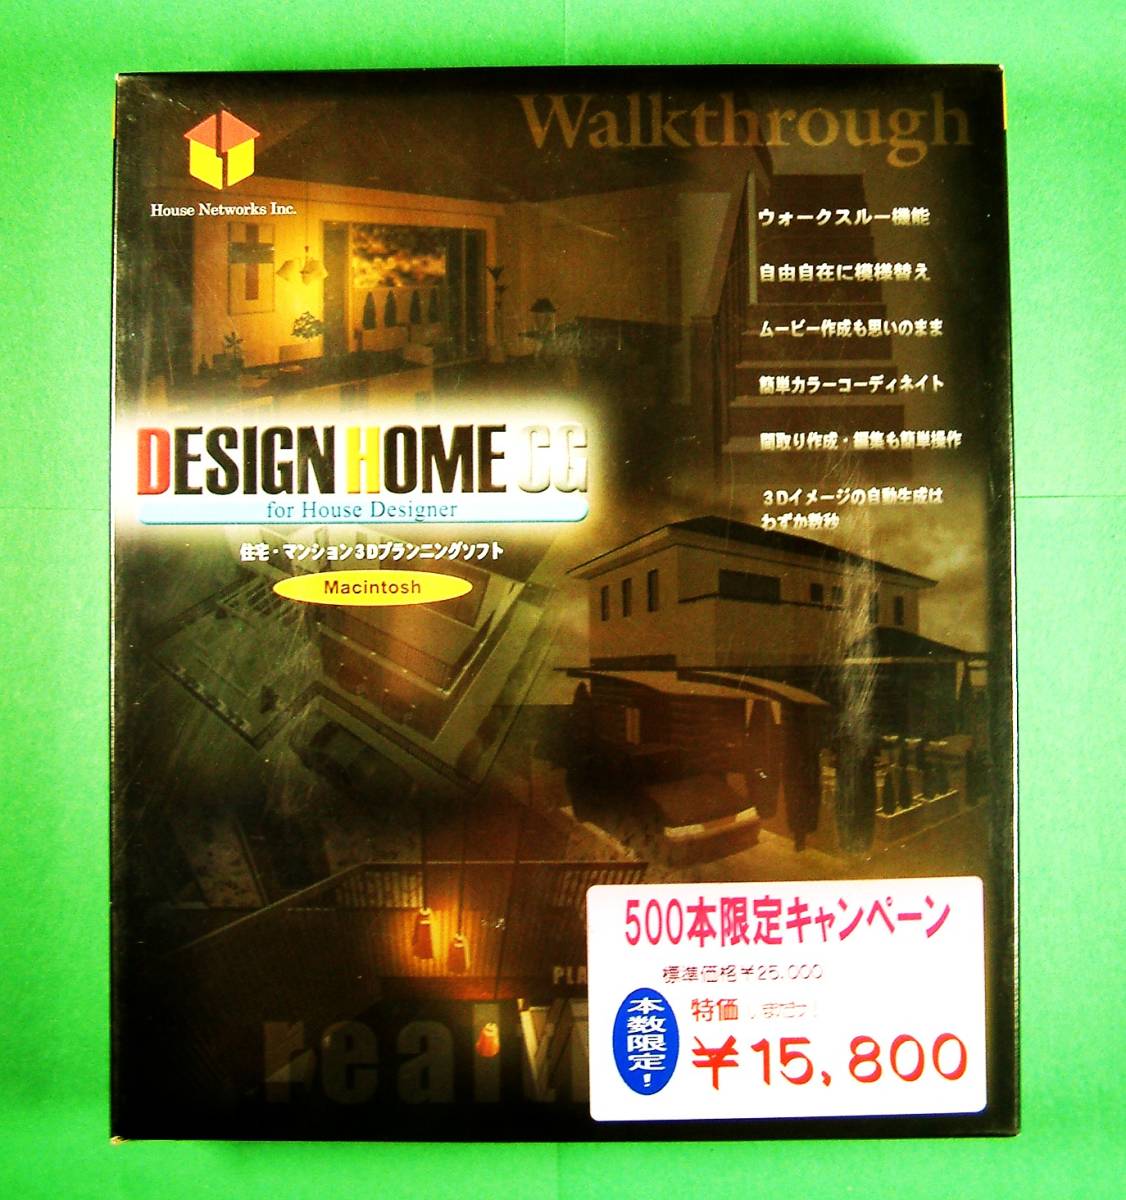 Walkthrough
House Networks Inc.
ウォークスルー機能
自由自在に模様替え
ムービー作成も思いのまま
簡単カラーコーディネイト
間取り作成・編集も簡単操作
3Dイメージの自動生成は
わずか数秒
DESIGN HOME CG
for House Designer
住宅・マンション3Dプランニングソフト
Macintosh
500本限定キャンペーン
標準価格¥25,000
本数限定!
特価
¥15,800
PLA